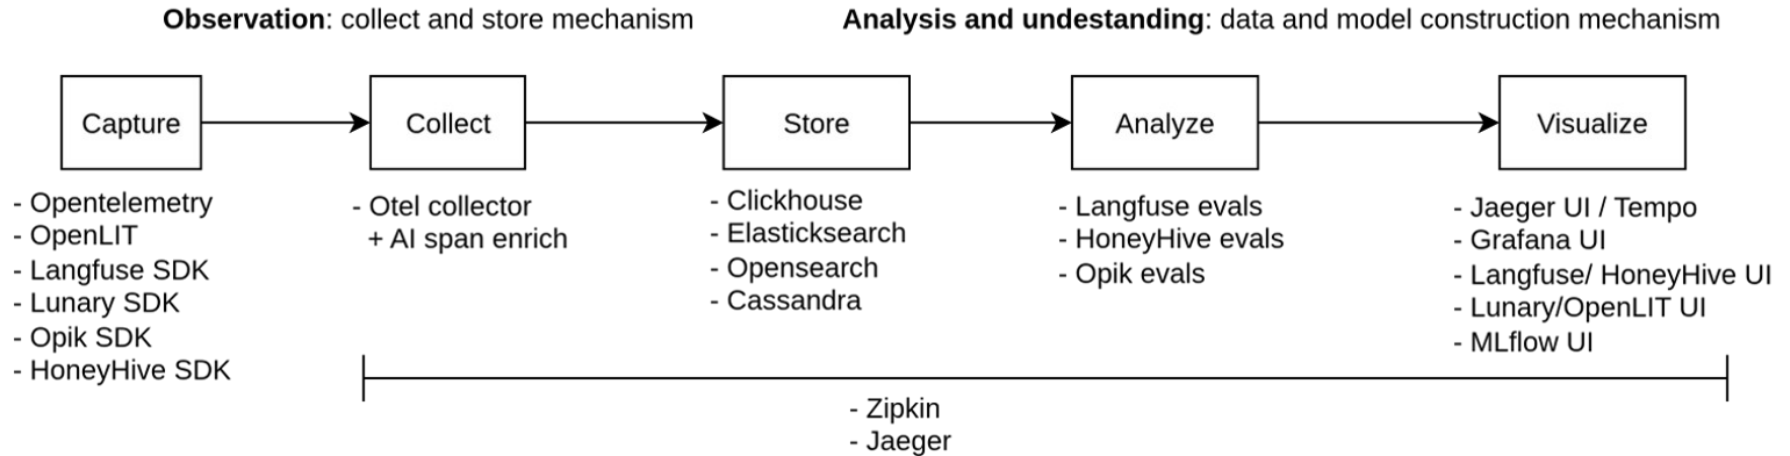 Observation: collect and store mechanism
Analysis and undestanding: data and model construction mechanism
Capture
Collect
Store
Analyze
Visualize
- Opentelemetry
- OpenLIT
- Langfuse SDK
- Lunary SDK
- Opik SDK
- HoneyHive SDK
- Otel collector
+ AI span enrich
- Clickhouse
- Elasticksearch
- Opensearch
- Cassandra
- Langfuse evals
- HoneyHive evals
- Opik evals
- Jaeger UI / Tempo
- Grafana UI
- Langfuse/ HoneyHive UI
- Lunary/OpenLIT UI
- MLflow UI
- Zipkin
- Jaeger